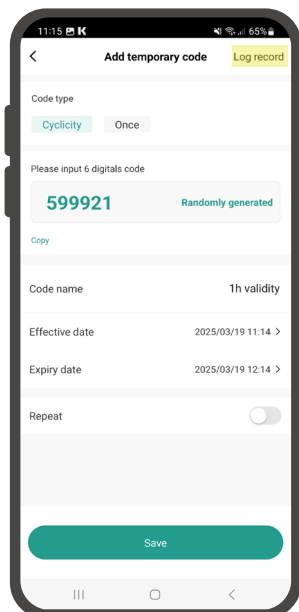 11:15 K 65%
Add temporary code Log record
Code type
Cyclicity Once
Please input 6 digitals code
599921 Randomly generated
Copy
Code name 1h validity
Effective date 2025/03/19 11:14 >
Expiry date 2025/03/19 12:14 >
Repeat
Save